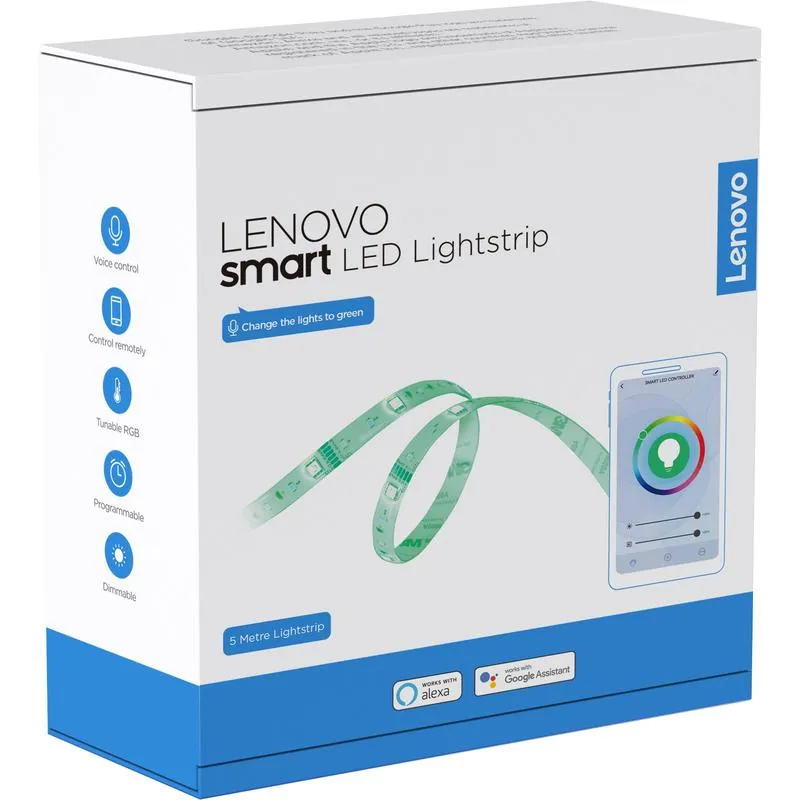 LENOVO
smart LED Lightstrip
Change the lights to green
Lenovo
Voice control
Control remotely
Tunable RGB
Programmable
Dimmable
SMART LED CONTROLLER
3M
5 Metre Lightstrip
WORKS WITH
alexa
works with
Google Assistant